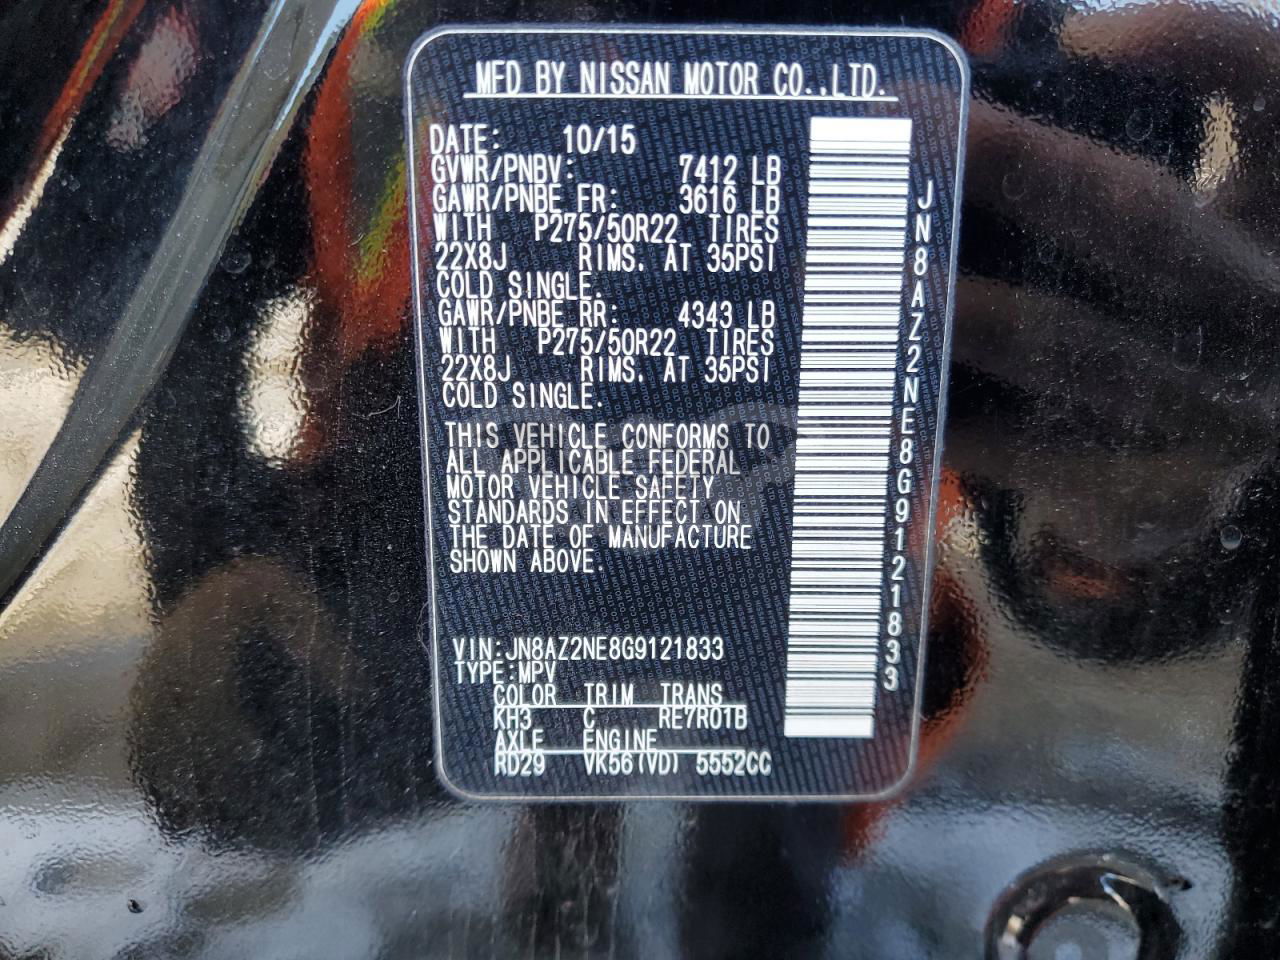 MFD BY NISSAN MOTOR CO.,LTD.
DATE: 10/15
GVWR/PNBV: 7412 LB
GAWR/PNBE FR: 3616 LB
WITH P275/50R22 TIRES
22X8J RIMS. AT 35PSI
COLD SINGLE.
GAWR/PNBE RR: 4343 LB
WITH P275/50R22 TIRES
22X8J RIMS. AT 35PSI
COLD SINGLE.
THIS VEHICLE CONFORMS TO
ALL APPLICABLE FEDERAL
MOTOR VEHICLE SAFETY
STANDARDS IN EFFECT ON
THE DATE OF MANUFACTURE
SHOWN ABOVE.
VIN:JN8AZ2NE8G9121833
TYPE:MPV
COLOR TRIM TRANS
KH3 C RE7R01B
AXLE ENGINE
RD29 VK56(VD) 5552CC
JN8AZ2NE8G9121833